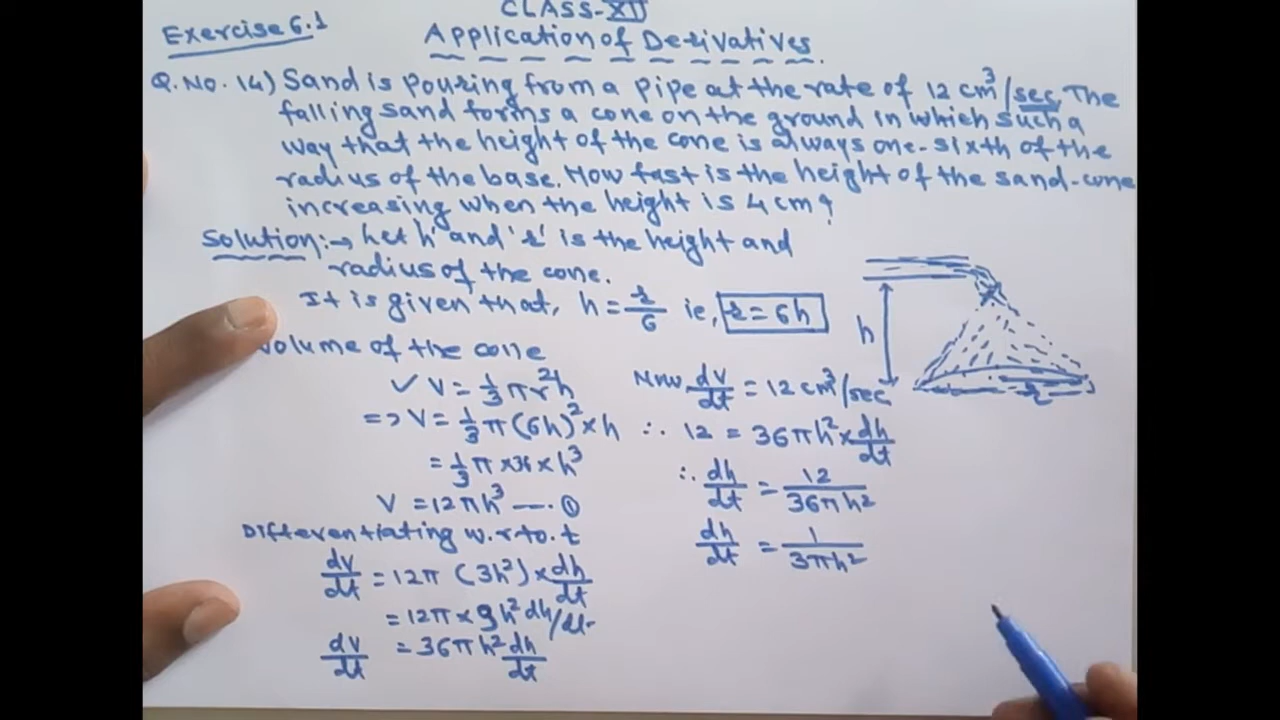 CLASS-XII
Exercise 6.1
Application of Derivatives.
Q.No. 14) Sand is pouring from a pipe at the rate of 12 cm³/sec. The
falling sand forms a cone on the ground in which such a
way that the height of the cone is always one-sixth of the
radius of the base. How fast is the height of the sand-cone
increasing when the height is 4 cm?
Solution:→ Let 'h' and 'r' is the height and
radius of the cone.
It is given that, h = r/6 ie, r = 6h
Volume of the cone
✓ V = 1/3 πr²h
=> V = 1/3 π (6h)² × h
= 1/3 π × 36 × h³
V = 12πh³ —.. ①
Differentiating w.r.to.t
dv/dt = 12π (3h²) × dh/dt
= 12π × 3h² dh/dt
dv/dt = 36πh² dh/dt
Now dv/dt = 12 cm³/sec
∴ 12 = 36πh² × dh/dt
∴ dh/dt = 12/36πh²
dh/dt = 1/3πh²
h
r